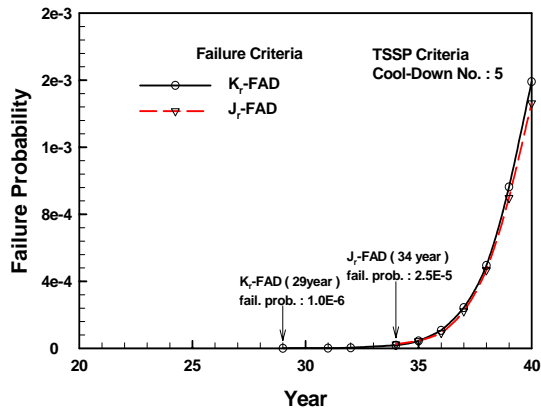 2e-3
Failure Criteria
TSSP Criteria
Cool-Down No. : 5
2e-3
Kr-FAD
Jr-FAD
1e-3
8e-4
Jr-FAD ( 34 year )
fail. prob. : 2.5E-5
4e-4
Kr-FAD ( 29year )
fail. prob. : 1.0E-6
0
20 25 30 35 40
Year
Failure Probability